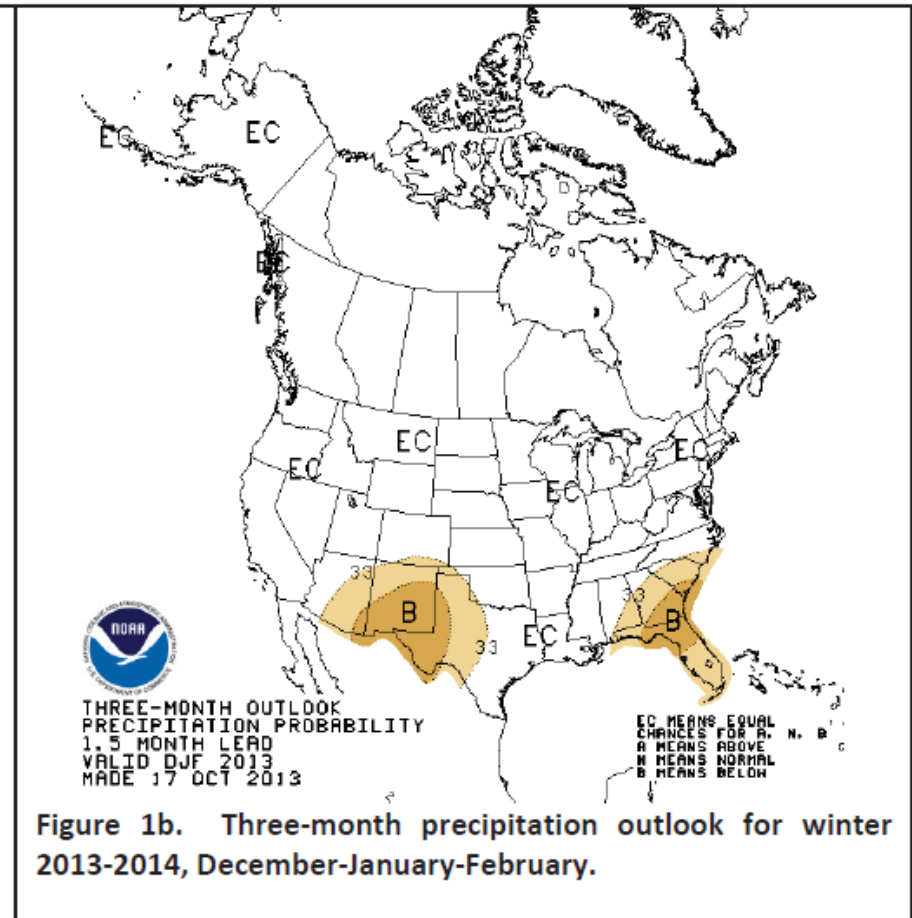 EC
EC
EC
EC
EC
EC
EC
33
33
B
B
33
EC
NOAA
THREE-MONTH OUTLOOK
PRECIPITATION PROBABILITY
1.5 MONTH LEAD
VALID DJF 2013
MADE 17 OCT 2013
EC MEANS EQUAL
CHANCES FOR A, N, B
A MEANS ABOVE
N MEANS NORMAL
B MEANS BELOW
Figure 1b. Three-month precipitation outlook for winter
2013-2014, December-January-February.